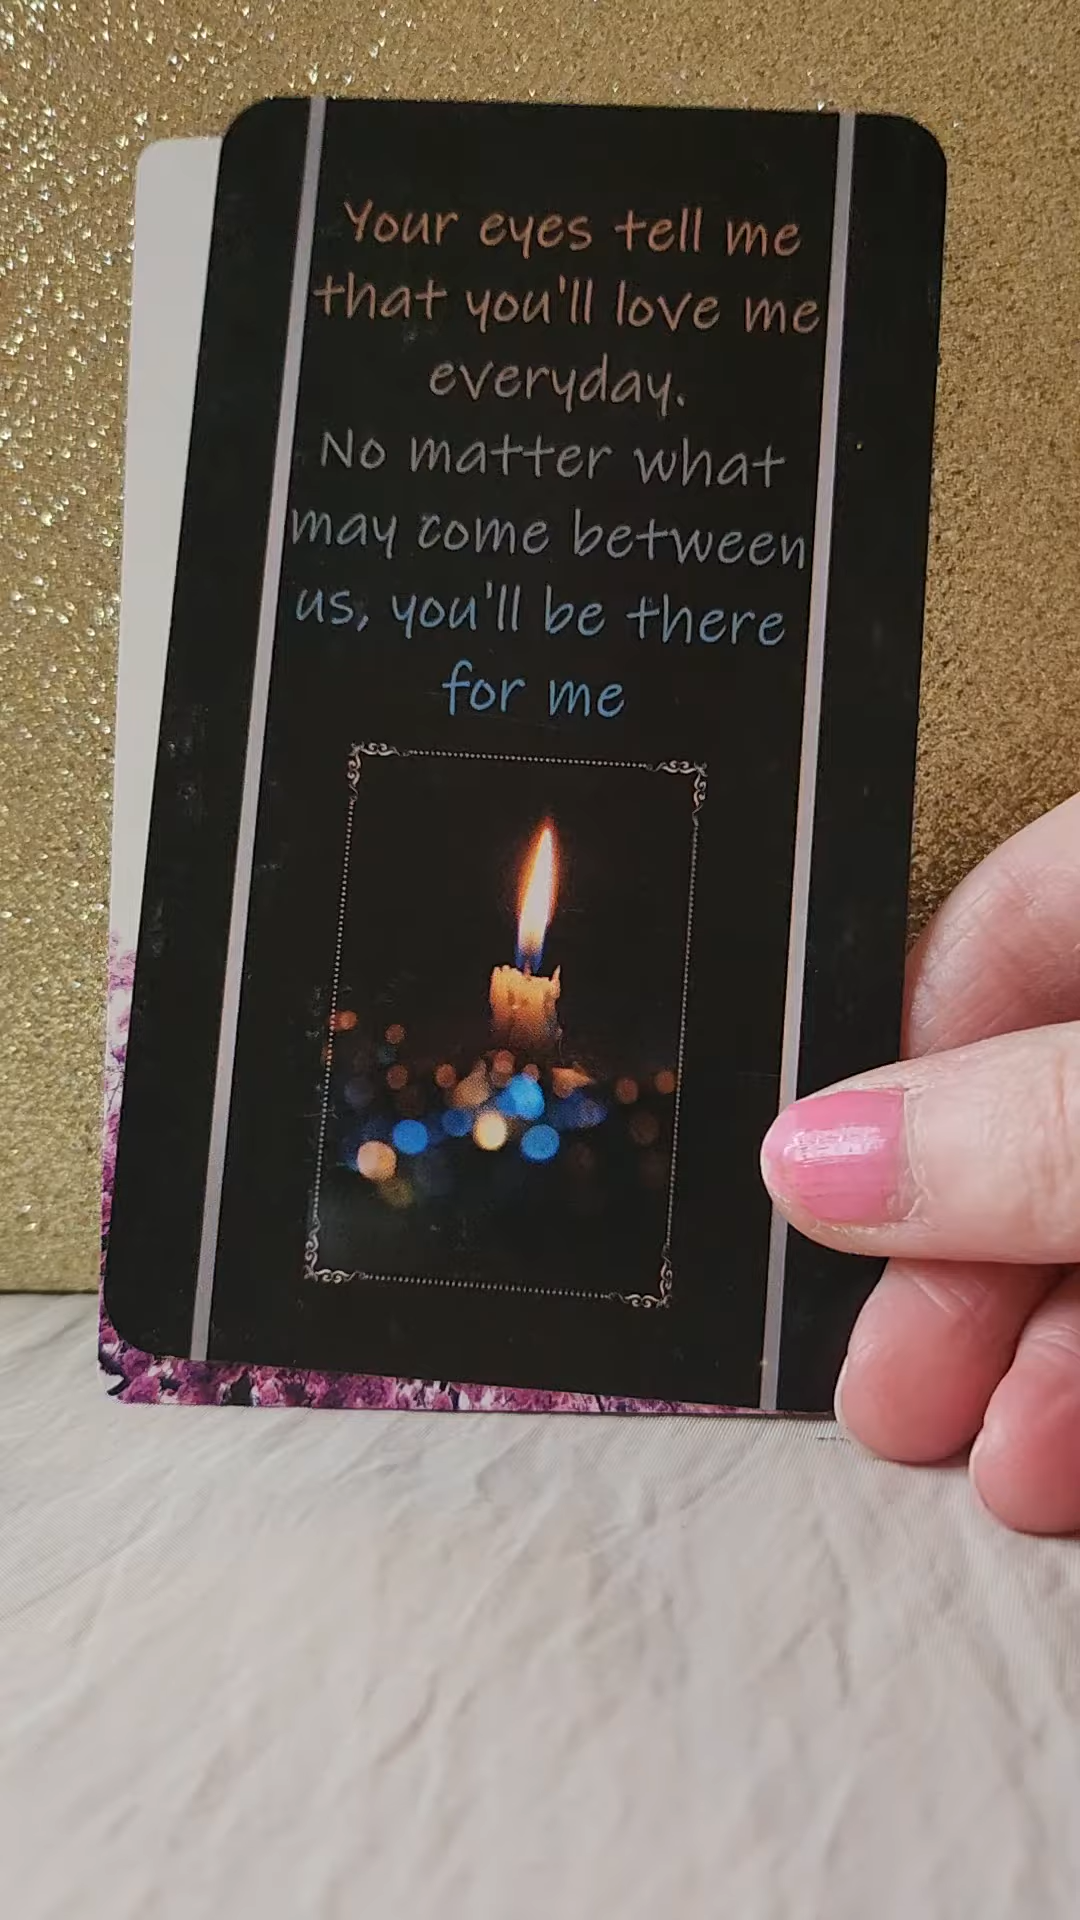 Your eyes tell me
that you'll love me
everyday.
No matter what
may come between
us, you'll be there
for me